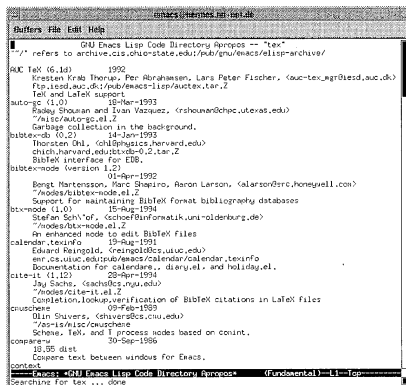 emacs@hermes.hri-opi.de
Buffers File Edit Help
GNU Emacs Lisp Code Directory Apropos -- "tex"
"~/" refers to archive.cis.ohio-state.edu:/pub/gnu/emacs/elisp-archive/
AUC TeX (6.1d) 1992
Kresten Krab Thorup, Per Abrahamsen, Lars Peter Fischer, <auc-tex_mgr@iesd.auc.dk>
ftp.iesd.auc.dk:/pub/emacs-lisp/auctex.tar.Z
TeX and LaTeX support
auto-gc (1.0) 18-Mar-1993
Radey Shouman and Ivan Vazquez, <rshouman@chpc.utexas.edu>
~/misc/auto-gc.el.Z
Garbage collection in the background.
bibtex-db (0.2) 14-Jan-1993
Thorsten Ohl, <ohl@physics.harvard.edu>
chich.harvard.edu:btxdb-0.2.tar.Z
BibTeX interface for EDB.
bibtex-mode (version 1.2)
01-Apr-1992
Bengt Martensson, Marc Shapiro, Aaron Larson, <alarson@src.honeywell.com>
~/modes/bibtex-mode.el.Z
Support for maintaining BibTeX format bibliography databases
btx-mode (1.0) 15-Aug-1994
Stefan Sch\"of, <schoef@informatik.uni-oldenburg.de>
~/modes/btx-mode.el.Z
An enhanced mode to edit BibTeX files
calendar.texinfo 19-Aug-1991
Edward Reingold, <reingold@cs.uiuc.edu>
emr.cs.uiuc.edu:pub/emacs/calendar/calendar.texinfo
Documentation for calendare., diary.el, and holiday.el.
cite-it (1.12) 28-Apr-1994
Jay Sachs, <sachs@cs.nyu.edu>
~/modes/cite-it.el.Z
Completion,lookup,verification of BibTeX citations in LaTeX files
cmuscheme 09-Feb-1989
Olin Shivers, <shivers@cs.cmu.edu>
~/as-is/misc/cmuscheme
Scheme, TeX, and T process modes based on comint.
compare-w 30-Sep-1986
18.55 dist
Compare text between windows for Emacs.
context
-----Emacs: *GNU Emacs Lisp Code Directory Apropos* (Fundamental)--L1--Top----------
Searching for tex ... done